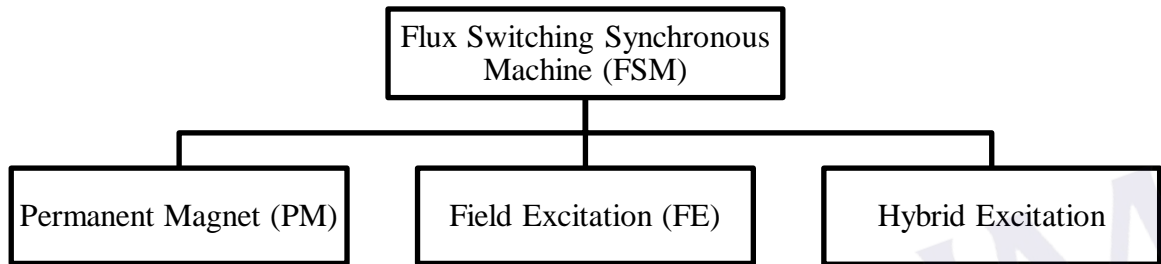 Flux Switching Synchronous
Machine (FSM)
Permanent Magnet (PM)
Field Excitation (FE)
Hybrid Excitation